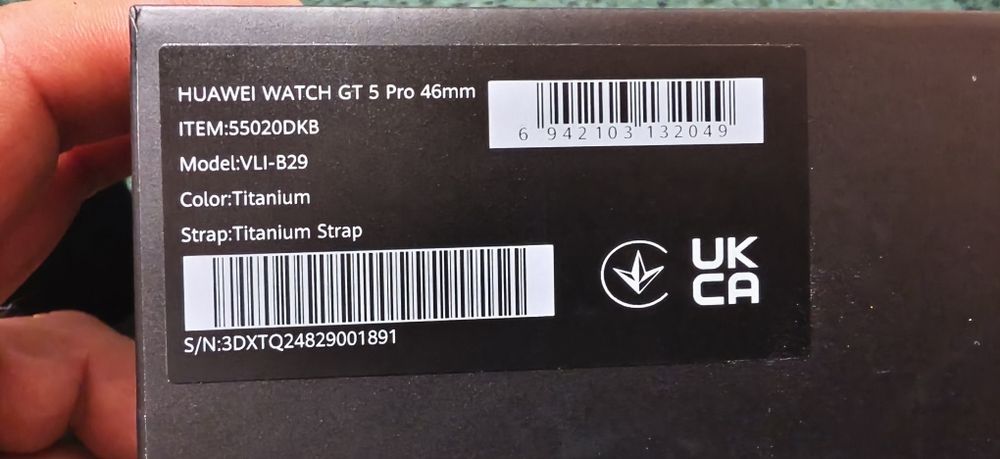 HUAWEI WATCH GT 5 Pro 46mm
ITEM:55020DKB
Model:VLI-B29
Color:Titanium
Strap:Titanium Strap
S/N:3DXTQ24829001891
6 942103 132049
UK
CA